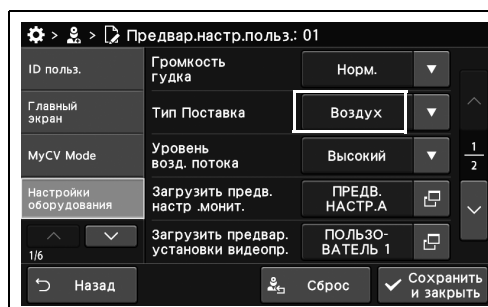 > > Предвар.настр.польз.: 01
ID польз.
Главный
экран
MyCV Mode
Настройки
оборудования
1/6
Громкость
гудка
Норм.
Тип Поставка
Воздух
Уровень
возд. потока
Высокий
Загрузить предв.
настр .монит.
ПРЕДВ.
НАСТР.А
Загрузить предвар.
установки видеопр.
ПОЛЬЗО-
ВАТЕЛЬ 1
1
2
Назад
Сброс
Сохранить
и закрыть